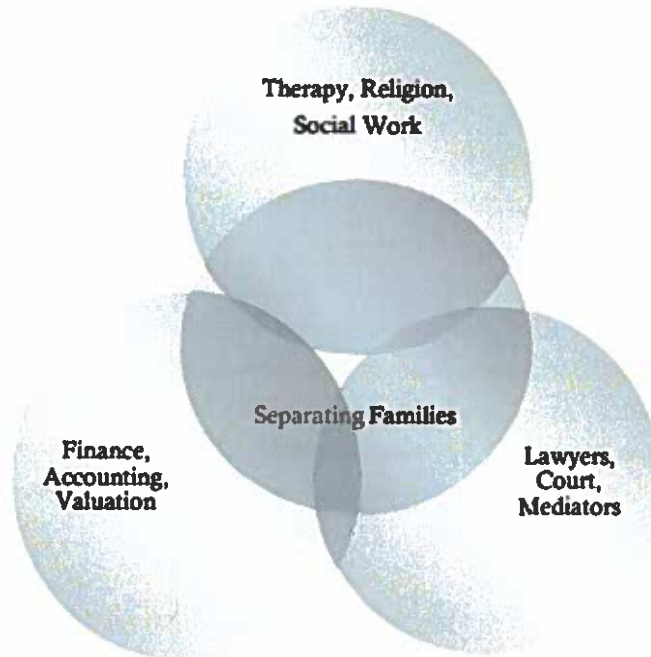 Therapy, Religion,
Social Work
Separating Families
Finance,
Accounting,
Valuation
Lawyers,
Court,
Mediators